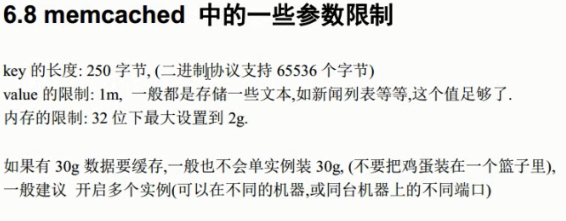 6.8 memcached 中的一些参数限制
key 的长度: 250 字节, (二进制协议支持 65536 个字节)
value 的限制: 1m, 一般都是存储一些文本,如新闻列表等等,这个值足够了.
内存的限制: 32 位下最大设置到 2g.
如果有 30g 数据要缓存,一般也不会单实例装 30g, (不要把鸡蛋装在一个篮子里),
一般建议 开启多个实例(可以在不同的机器,或同台机器上的不同端口)